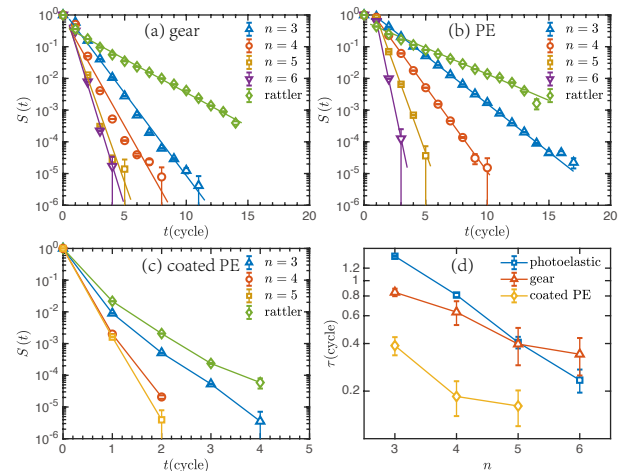 (a) gear
n = 3
n = 4
n = 5
n = 6
rattler
S (t)
10^0
10^-1
10^-2
10^-3
10^-4
10^-5
10^-6
0 5 10 15 20
t(cycle)
(b) PE
n = 3
n = 4
n = 5
n = 6
rattler
S (t)
10^0
10^-1
10^-2
10^-3
10^-4
10^-5
10^-6
0 5 10 15 20
t(cycle)
(c) coated PE
n = 3
n = 4
n = 5
rattler
S (t)
10^0
10^-1
10^-2
10^-3
10^-4
10^-5
10^-6
0 1 2 3 4 5
t(cycle)
(d)
photoelastic
gear
coated PE
τ(cycle)
1.2
0.8
0.6
0.4
0.2
3 4 5 6
n